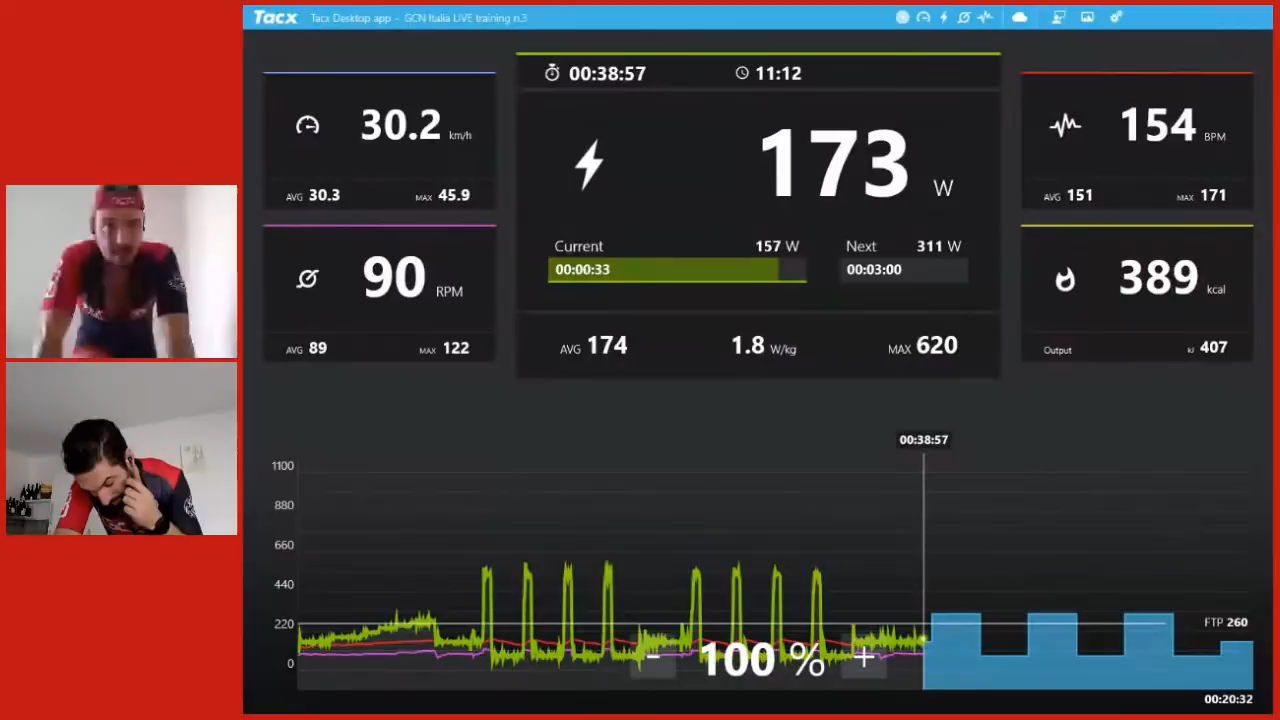 Tacx Tacx Desktop app – GCN Italia LIVE training n.3
00:38:57 11:12
30.2 km/h
AVG 30.3 MAX 45.9
173 W
154 BPM
AVG 151 MAX 171
Current 157 W Next 311 W
00:00:33 00:03:00
90 RPM
AVG 89 MAX 122
389 kcal
Output kJ 407
AVG 174 1.8 W/kg MAX 620
00:38:57
1100
880
660
440
220
0
FTP 260
- 100 % +
00:20:32